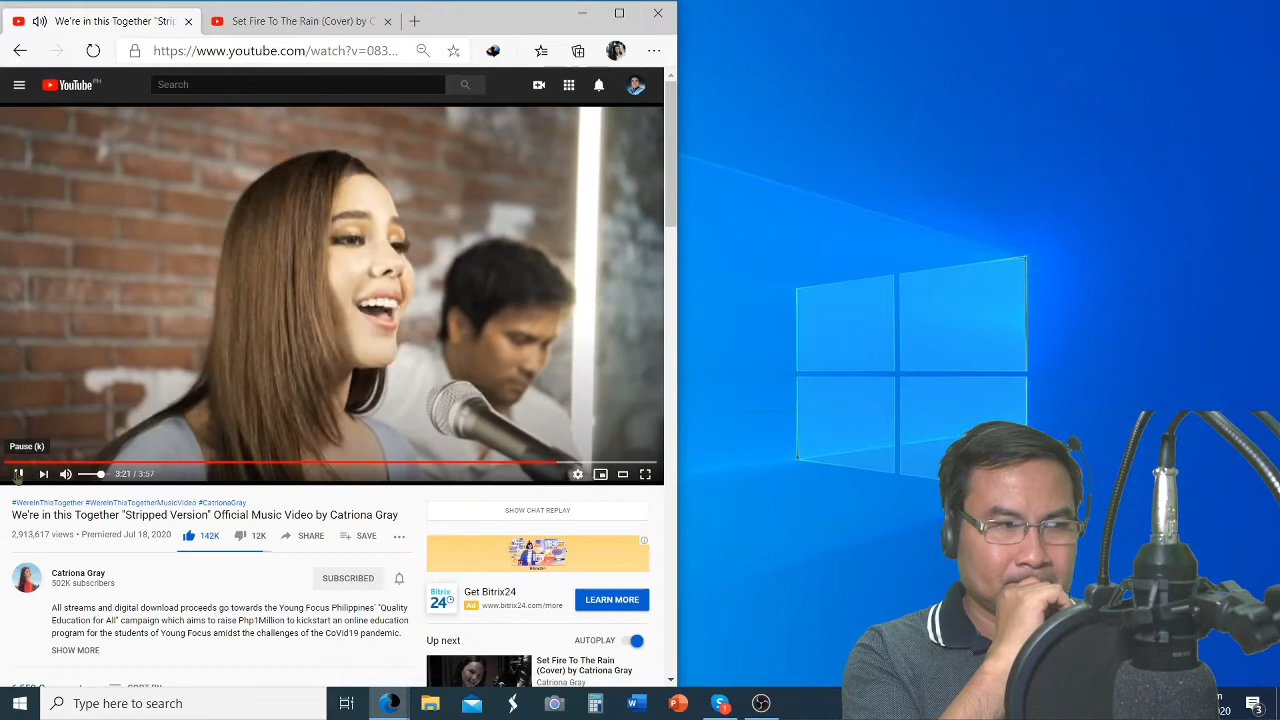 We're in this Together "Strip
Set Fire To The Rain (Cover) by C
https://www.youtube.com/watch?v=083...
YouTube PH
Search
Pause (k)
3:21 / 3:57
#WereInThisTogether #WereInThisTogetherMusicVideo #CatrionaGray
We're in this Together "Stripped Version" Official Music Video by Catriona Gray
2,913,617 views • Premiered Jul 18, 2020
142K
12K
SHARE
SAVE
Catriona Gray
502K subscribers
SUBSCRIBED
All streams and digital download proceeds go towards the Young Focus Philippines' "Quality
Education for All" campaign which aims to raise Php1Million to kickstart an online education
program for the students of Young Focus amidst the challenges of the CoVid19 pandemic.
SHOW MORE
SHOW CHAT REPLAY
Bitrix24
Bitrix
24
Get Bitrix24
Ad www.bitrix24.com/more
LEARN MORE
Up next
AUTOPLAY
Set Fire To The Rain
(Cover) by Catriona Gray
Catriona Gray
Type here to search
20
3